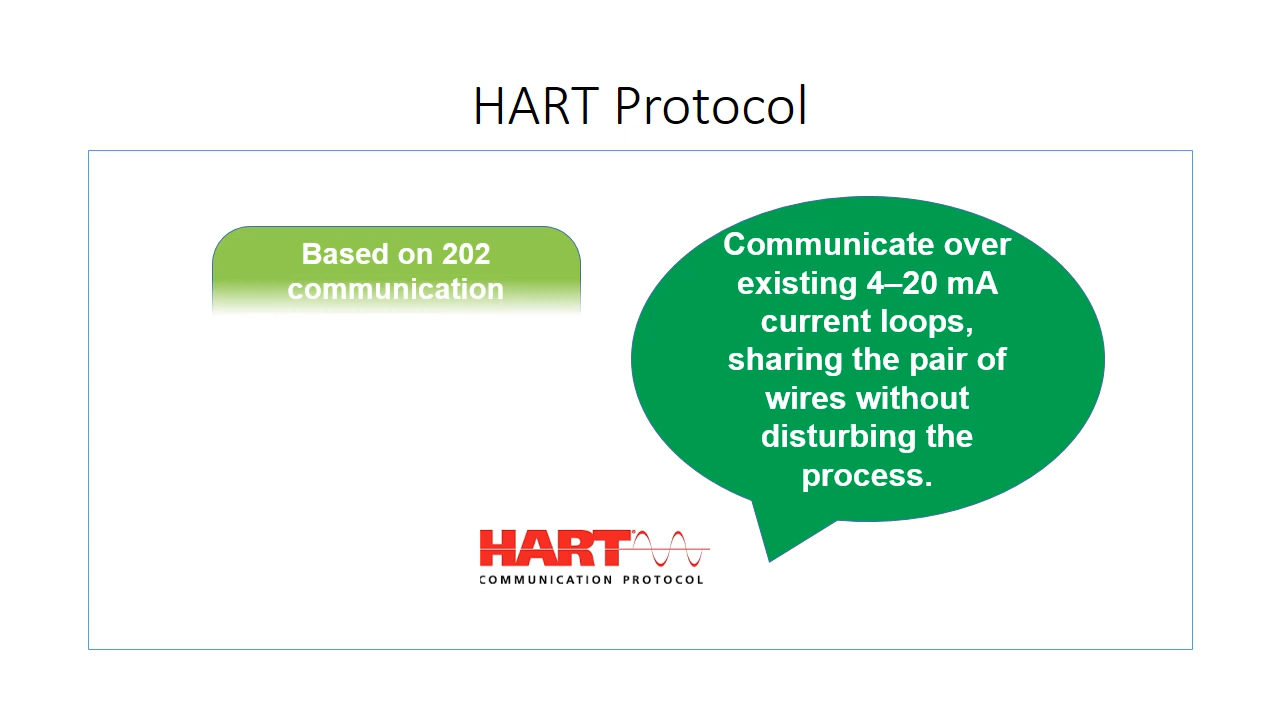 HART Protocol
Based on 202
communication
Communicate over
existing 4–20 mA
current loops,
sharing the pair of
wires without
disturbing the
process.
HART®
COMMUNICATION PROTOCOL